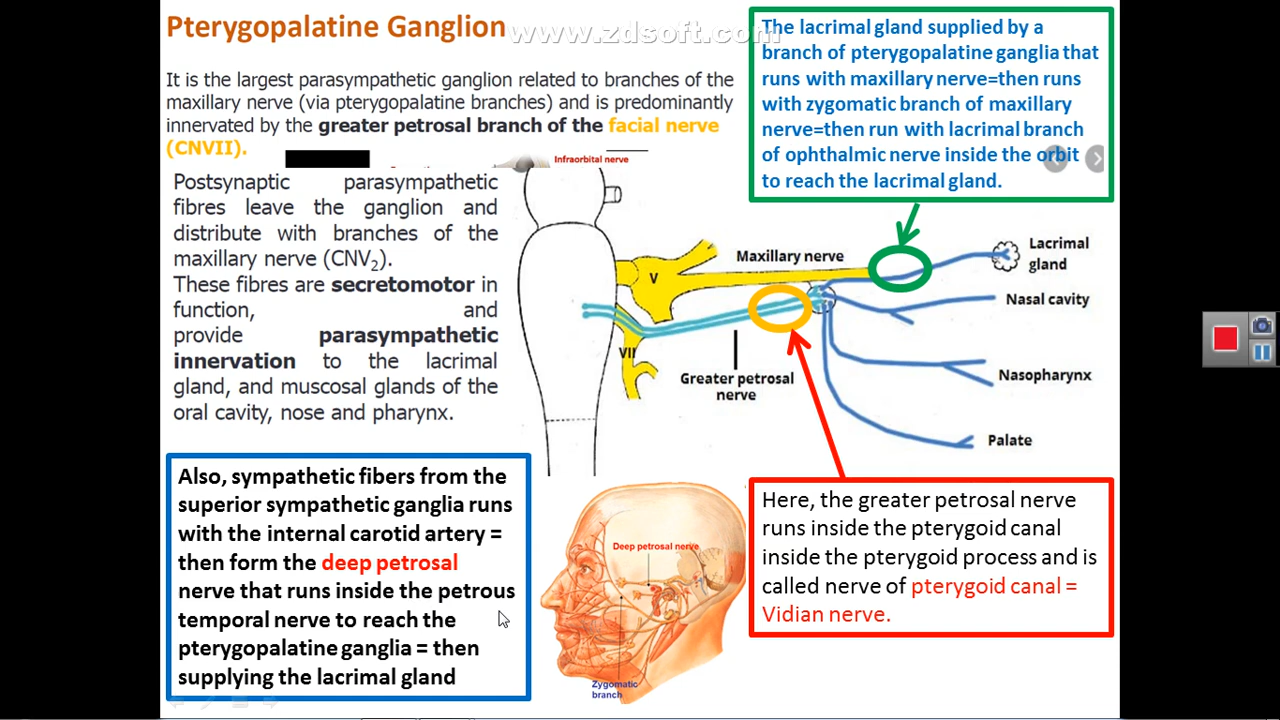 Pterygopalatine Ganglion
www.zdsoft.com
It is the largest parasympathetic ganglion related to branches of the
maxillary nerve (via pterygopalatine branches) and is predominantly
innervated by the greater petrosal branch of the facial nerve
(CNVII).
The lacrimal gland supplied by a
branch of pterygopalatine ganglia that
runs with maxillary nerve=then runs
with zygomatic branch of maxillary
nerve=then run with lacrimal branch
of ophthalmic nerve inside the orbit
to reach the lacrimal gland.
Infraorbital nerve
Postsynaptic parasympathetic
fibres leave the ganglion and
distribute with branches of the
maxillary nerve (CNV2).
These fibres are secretomotor in
function, and
provide parasympathetic
innervation to the lacrimal
gland, and muscosal glands of the
oral cavity, nose and pharynx.
Maxillary nerve
V
VII
Greater petrosal
nerve
Lacrimal
gland
Nasal cavity
Nasopharynx
Palate
Also, sympathetic fibers from the
superior sympathetic ganglia runs
with the internal carotid artery =
then form the deep petrosal
nerve that runs inside the petrous
temporal nerve to reach the
pterygopalatine ganglia = then
supplying the lacrimal gland
Deep petrosal nerve
Zygomatic
branch
Here, the greater petrosal nerve
runs inside the pterygoid canal
inside the pterygoid process and is
called nerve of pterygoid canal =
Vidian nerve.